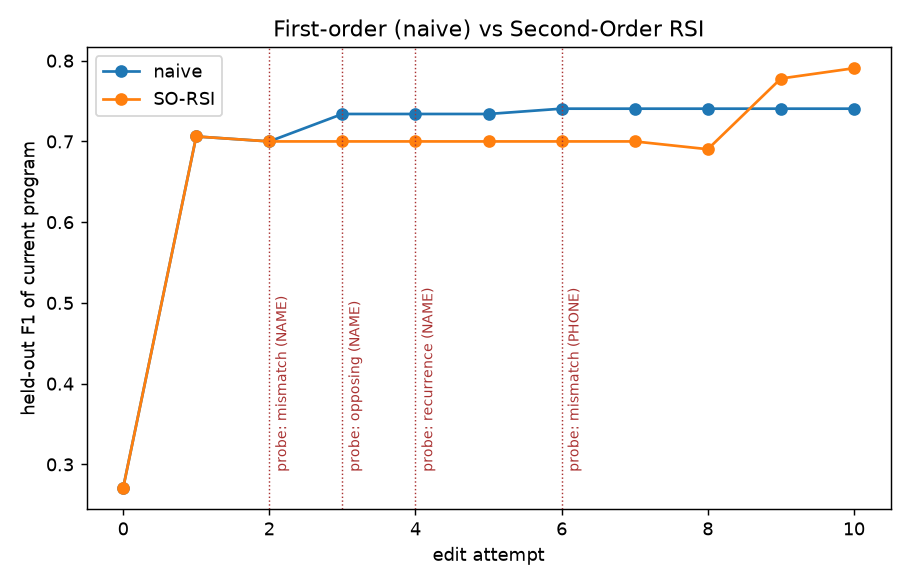 First-order (naive) vs Second-Order RSI
naive
SO-RSI
held-out F1 of current program
0.8
0.7
0.6
0.5
0.4
0.3
probe: mismatch (NAME)
probe: opposing (NAME)
probe: recurrence (NAME)
probe: mismatch (PHONE)
0 2 4 6 8 10
edit attempt